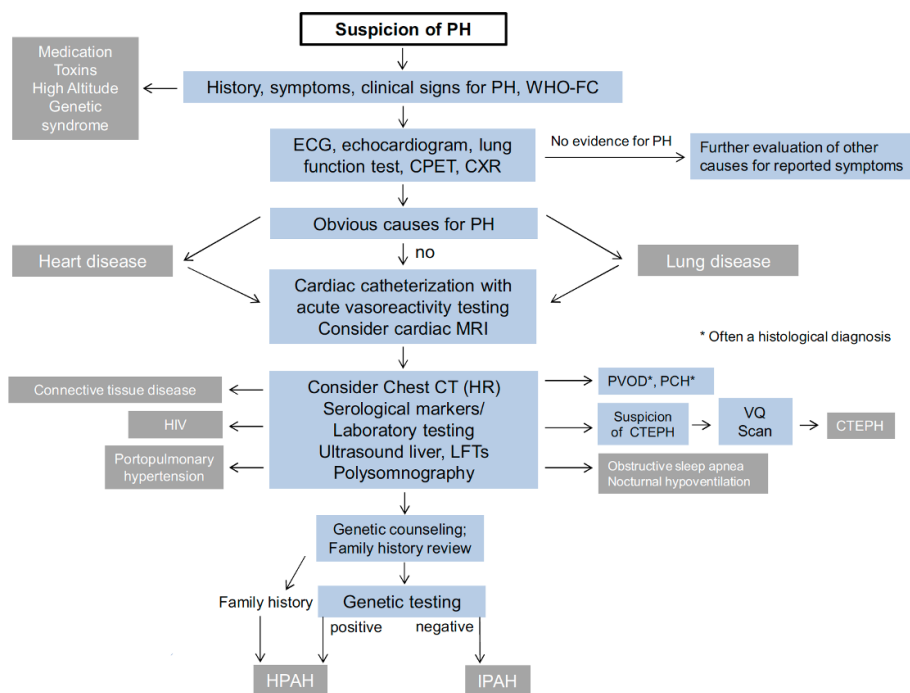 Suspicion of PH
Medication
Toxins
High Altitude
Genetic
syndrome
History, symptoms, clinical signs for PH, WHO-FC
ECG, echocardiogram, lung
function test, CPET, CXR
No evidence for PH
Further evaluation of other
causes for reported symptoms
Obvious causes for PH
no
Heart disease
Lung disease
Cardiac catheterization with
acute vasoreactivity testing
Consider cardiac MRI
* Often a histological diagnosis
Connective tissue disease
HIV
Portopulmonary
hypertension
Consider Chest CT (HR)
Serological markers/
Laboratory testing
Ultrasound liver, LFTs
Polysomnography
PVOD*, PCH*
Suspicion
of CTEPH
VQ
Scan
CTEPH
Obstructive sleep apnea
Nocturnal hypoventilation
Genetic counseling;
Family history review
Family history
Genetic testing
positive
negative
HPAH
IPAH